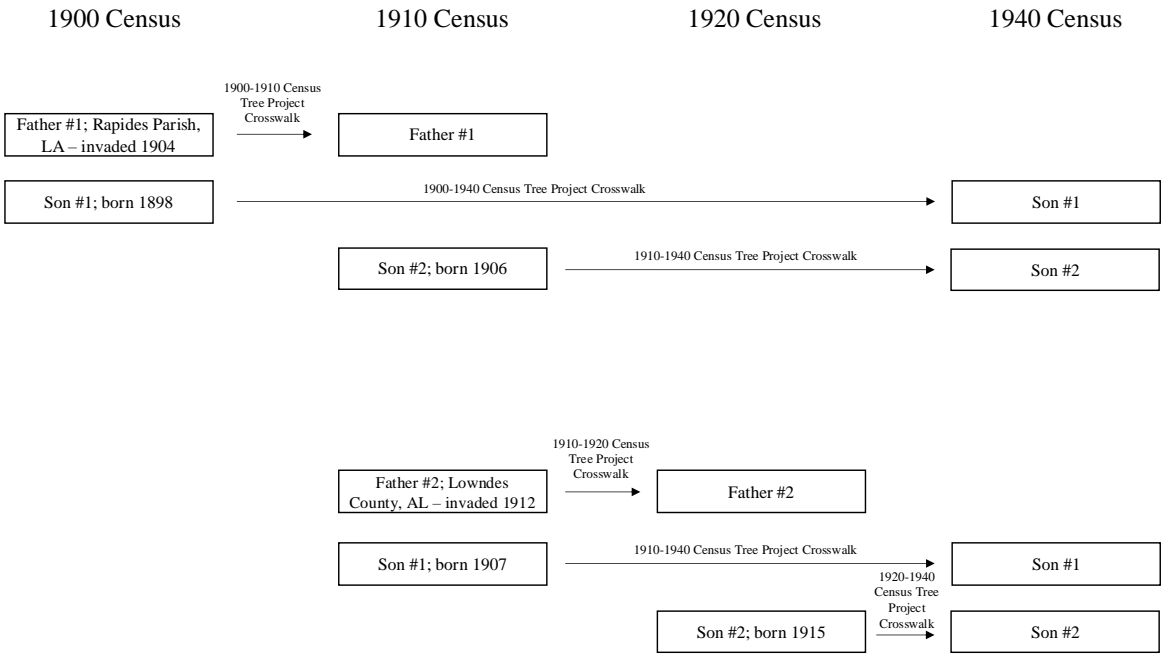 1900 Census
1910 Census
1920 Census
1940 Census
1900-1910 Census
Tree Project
Crosswalk
Father #1; Rapides Parish,
LA – invaded 1904
Father #1
Son #1; born 1898
1900-1940 Census Tree Project Crosswalk
Son #1
Son #2; born 1906
1910-1940 Census Tree Project Crosswalk
Son #2
1910-1920 Census
Tree Project
Crosswalk
Father #2; Lowndes
County, AL – invaded 1912
Father #2
Son #1; born 1907
1910-1940 Census Tree Project Crosswalk
Son #1
1920-1940
Census Tree
Project
Crosswalk
Son #2; born 1915
Son #2